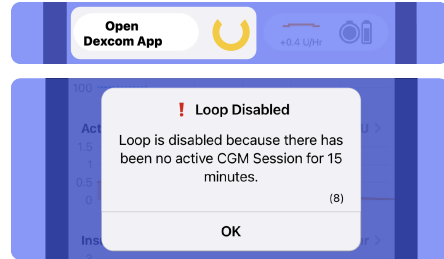 Open
Dexcom App
+0.4 U/Hr
100
Act
U >
1.5
1
0.5
0
Ins
r >
❗ Loop Disabled
Loop is disabled because there has
been no active CGM Session for 15
minutes.
(8)
OK